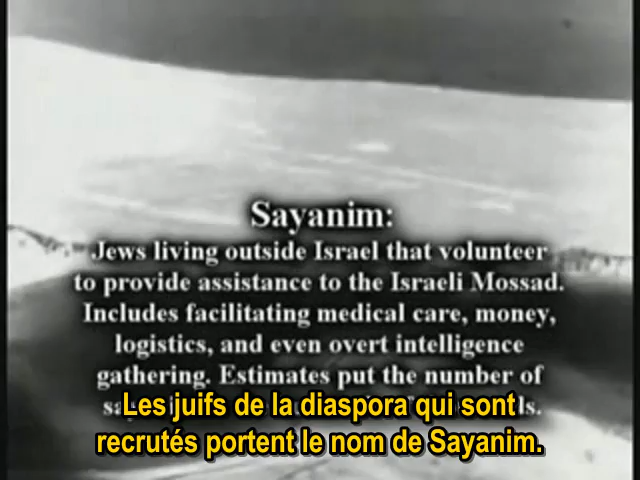 Sayanim:
Jews living outside Israel that volunteer
to provide assistance to the Israeli Mossad.
Includes facilitating medical care, money,
logistics, and even overt intelligence
gathering. Estimates put the number of
Les juifs de la diaspora qui sont
recrutés portent le nom de Sayanim.